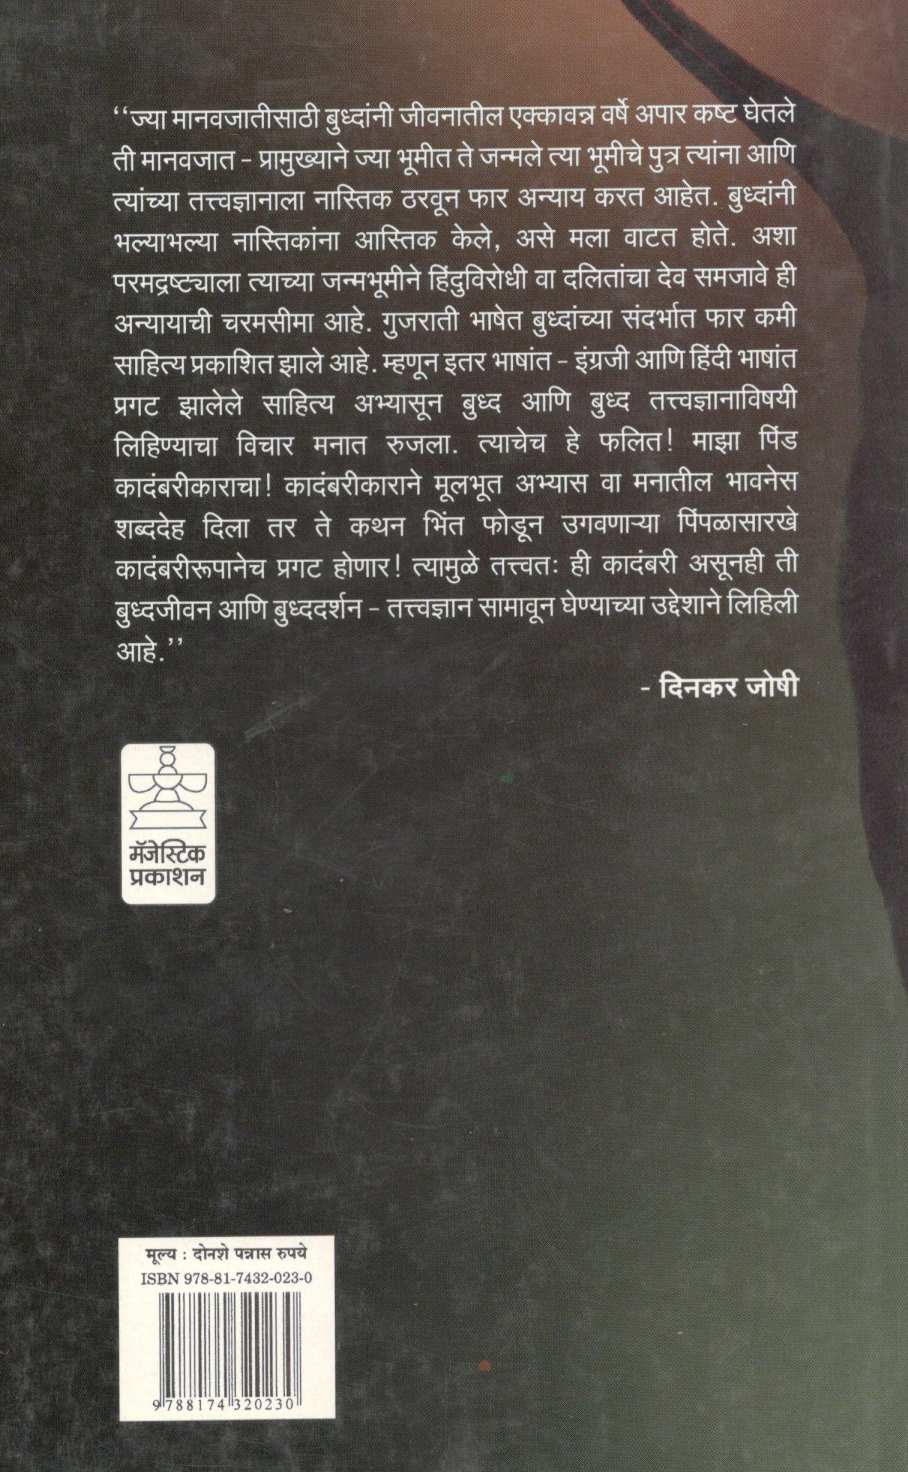 ‘‘ज्या मानवजातीसाठी बुध्दांनी जीवनातील एक्कावन्न वर्षे अपार कष्ट घेतले
ती मानवजात – प्रामुख्याने ज्या भूमीत ते जन्मले त्या भूमीचे पुत्र त्यांना आणि
त्यांच्या तत्त्वज्ञानाला नास्तिक ठरवून फार अन्याय करत आहेत. बुध्दांनी
भल्याभल्या नास्तिकांना आस्तिक केले, असे मला वाटत होते. अशा
परमद्रष्ट्याला त्याच्या जन्मभूमीने हिंदुविरोधी वा दलितांचा देव समजावे ही
अन्यायाची चरमसीमा आहे. गुजराती भाषेत बुध्दांच्या संदर्भात फार कमी
साहित्य प्रकाशित झाले आहे. म्हणून इतर भाषांत – इंग्रजी आणि हिंदी भाषांत
प्रगट झालेले साहित्य अभ्यासून बुध्द आणि बुध्द तत्त्वज्ञानाविषयी
लिहिण्याचा विचार मनात रुजला. त्याचेच हे फलित! माझा पिंड
कादंबरीकाराचा! कादंबरीकाराने मूलभूत अभ्यास वा मनातील भावनेस
शब्ददेह दिला तर ते कथन भिंत फोडून उगवणाऱ्या पिंपळासारखे
कादंबरीरूपानेच प्रगट होणार! त्यामुळे तत्त्वतः ही कादंबरी असूनही ती
बुध्दजीवन आणि बुध्ददर्शन – तत्त्वज्ञान सामावून घेण्याच्या उद्देशाने लिहिली
आहे.’’
- दिनकर जोषी
मॅजेस्टिक
प्रकाशन
मूल्य : दोनशे पन्नास रुपये
ISBN 978-81-7432-023-0
9 788174 320230